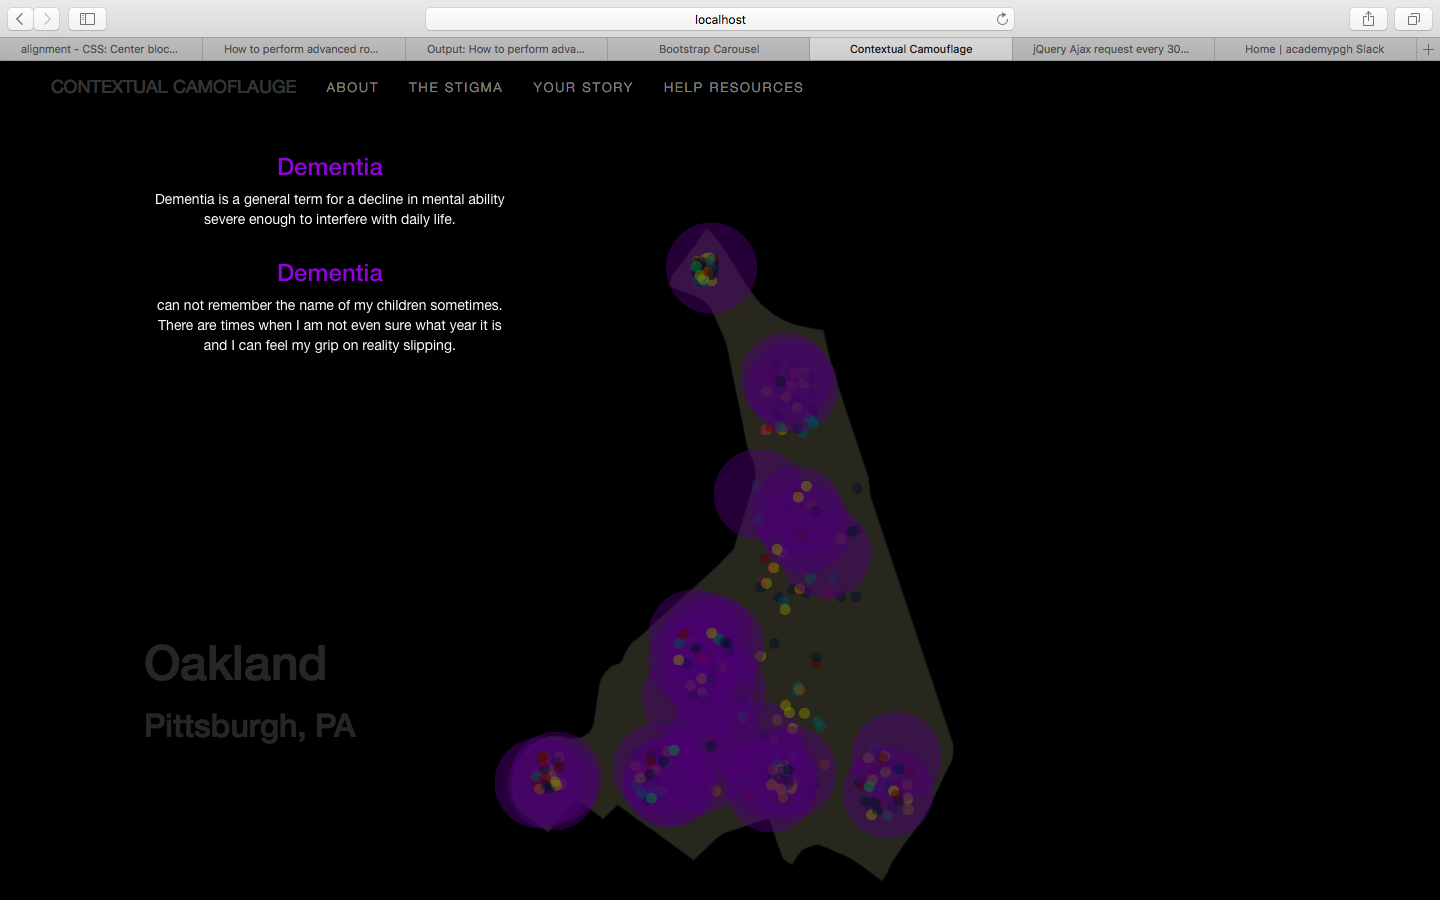 localhost
alignment - CSS: Center bloc...
How to perform advanced ro...
Output: How to perform adva...
Bootstrap Carousel
Contextual Camouflage
jQuery Ajax request every 30...
Home | academypgh Slack
CONTEXTUAL CAMOFLAUGE
ABOUT
THE STIGMA
YOUR STORY
HELP RESOURCES
Dementia
Dementia is a general term for a decline in mental ability
severe enough to interfere with daily life.
Dementia
can not remember the name of my children sometimes.
There are times when I am not even sure what year it is
and I can feel my grip on reality slipping.
Oakland
Pittsburgh, PA